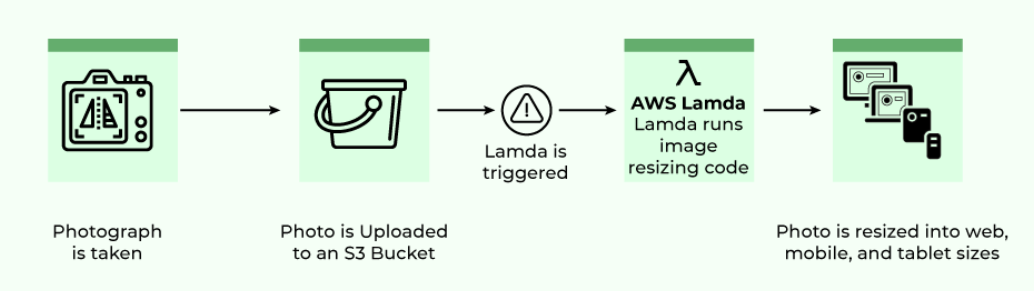 Photograph
is taken
Photo is Uploaded
to an S3 Bucket
Lamda is
triggered
λ
AWS Lamda
Lamda runs
image
resizing code
Photo is resized into web,
mobile, and tablet sizes